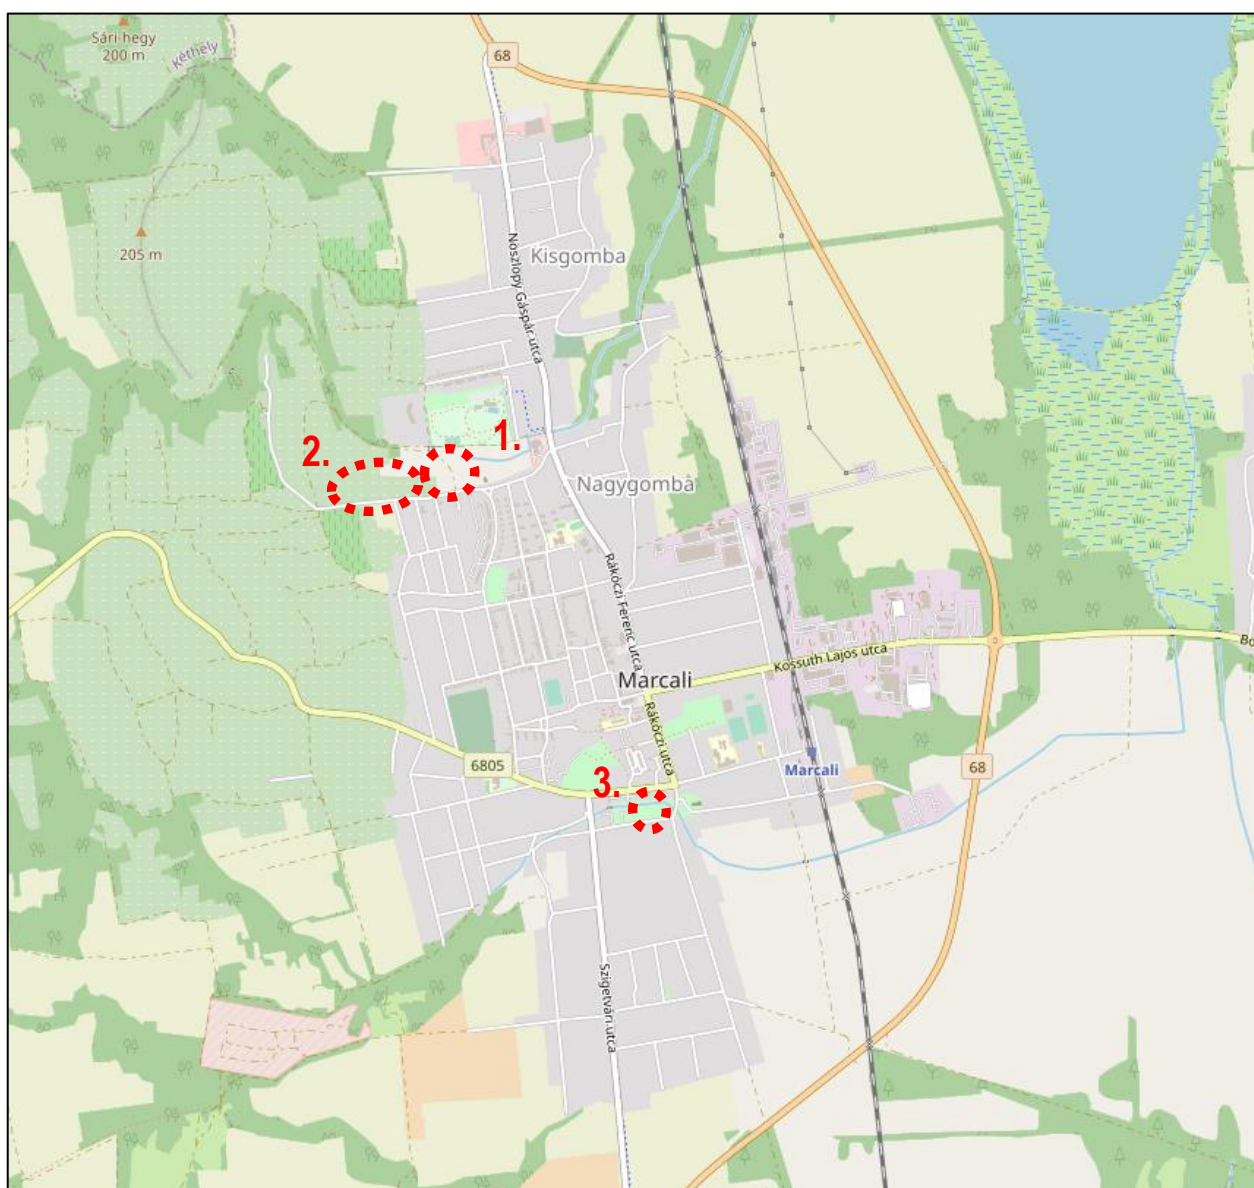 Sári-hegy
200 m
Kéthely
68
205 m
Kisgomba
Noszlopy Gáspár utca
1.
2.
Nagygomba
Rákóczi Ferenc utca
Kossuth Lajos utca
Bo
Marcali
Rákóczi utca
6805
Marcali
68
3.
Szigetvári utca